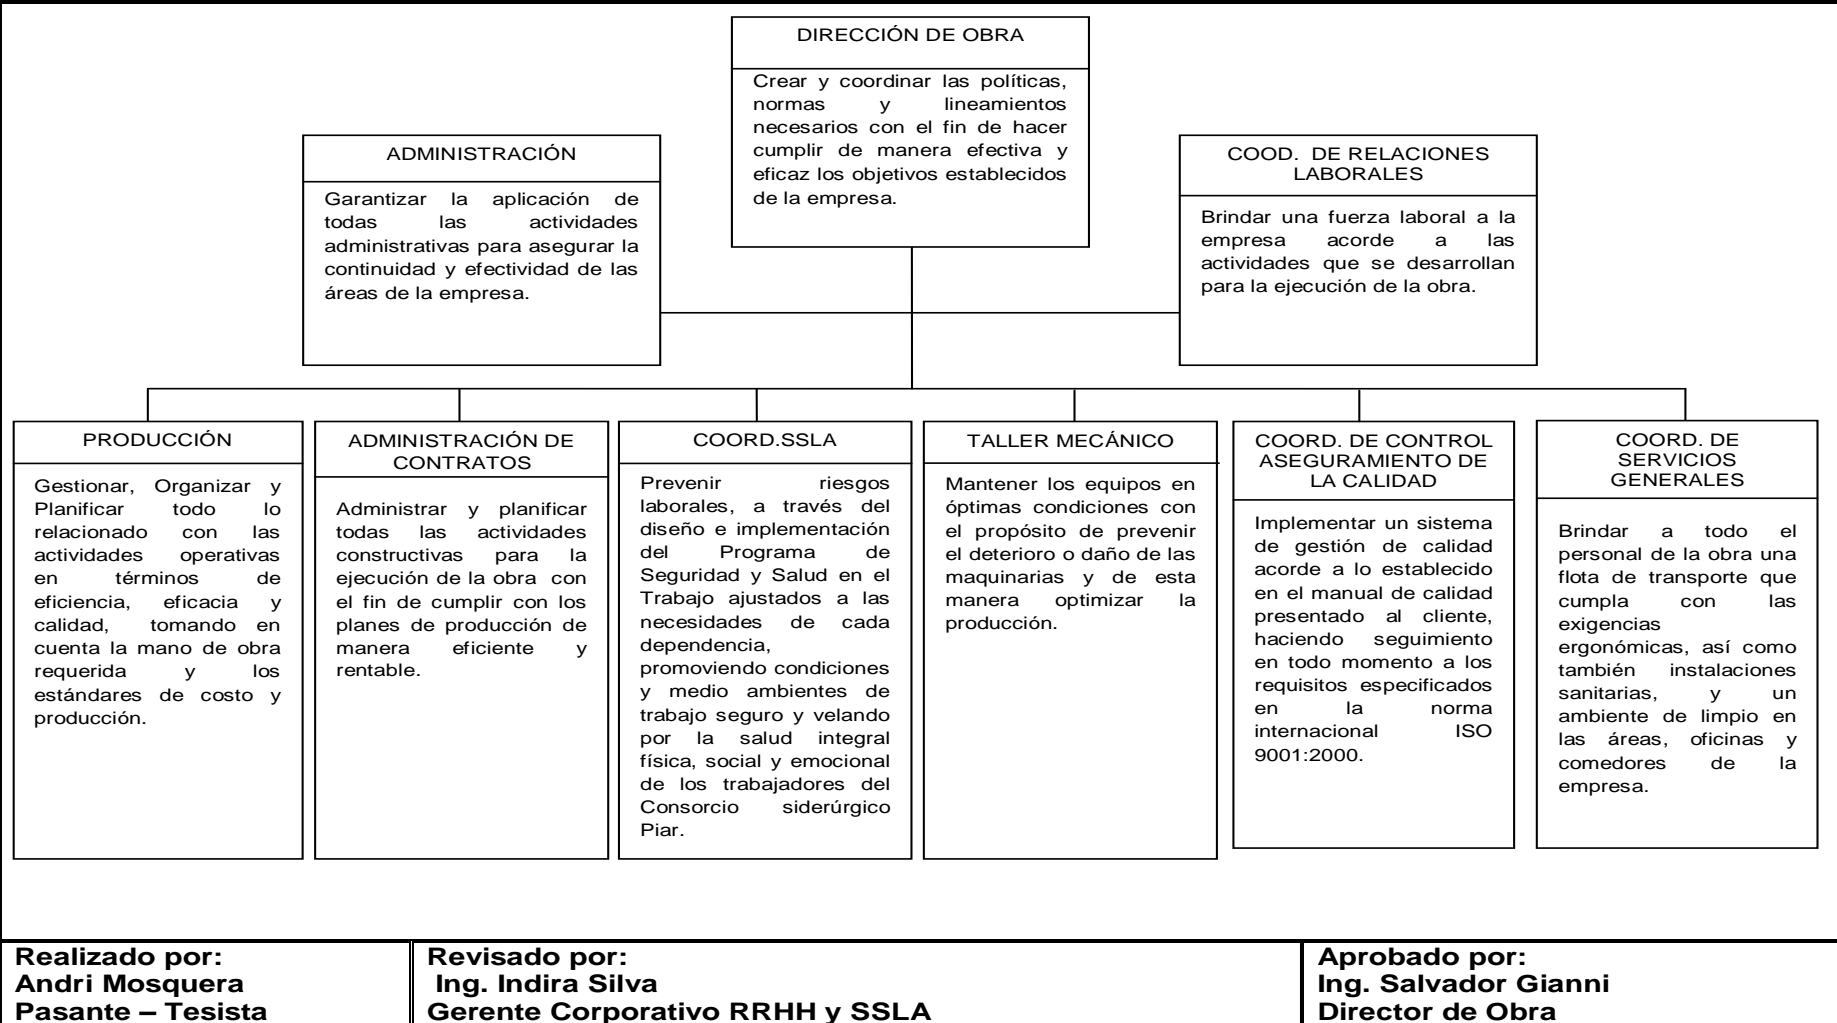 DIRECCIÓN DE OBRA
Crear y coordinar las políticas,
normas y lineamientos
necesarios con el fin de hacer
cumplir de manera efectiva y
eficaz los objetivos establecidos
de la empresa.
ADMINISTRACIÓN
Garantizar la aplicación de
todas las actividades
administrativas para asegurar la
continuidad y efectividad de las
áreas de la empresa.
COOD. DE RELACIONES
LABORALES
Brindar una fuerza laboral a la
empresa acorde a las
actividades que se desarrollan
para la ejecución de la obra.
PRODUCCIÓN
Gestionar, Organizar y
Planificar todo lo
relacionado con las
actividades operativas
en términos de
eficiencia, eficacia y
calidad, tomando en
cuenta la mano de obra
requerida y los
estándares de costo y
producción.
ADMINISTRACIÓN DE
CONTRATOS
Administrar y planificar
todas las actividades
constructivas para la
ejecución de la obra con
el fin de cumplir con los
planes de producción de
manera eficiente y
rentable.
COORD.SSLA
Prevenir riesgos
laborales, a través del
diseño e implementación
del Programa de
Seguridad y Salud en el
Trabajo ajustados a las
necesidades de cada
dependencia,
promoviendo condiciones
y medio ambientes de
trabajo seguro y velando
por la salud integral
física, social y emocional
de los trabajadores del
Consorcio siderúrgico
Piar.
TALLER MECÁNICO
Mantener los equipos en
óptimas condiciones con
el propósito de prevenir
el deterioro o daño de las
maquinarias y de esta
manera optimizar la
producción.
COORD. DE CONTROL
ASEGURAMIENTO DE
LA CALIDAD
Implementar un sistema
de gestión de calidad
acorde a lo establecido
en el manual de calidad
presentado al cliente,
haciendo seguimiento
en todo momento a los
requisitos especificados
en la norma
internacional ISO
9001:2000.
COORD. DE
SERVICIOS
GENERALES
Brindar a todo el
personal de la obra una
flota de transporte que
cumpla con las
exigencias
ergonómicas, así como
también instalaciones
sanitarias, y un
ambiente de limpio en
las áreas, oficinas y
comedores de la
empresa.
Realizado por:
Andri Mosquera
Pasante – Tesista
Revisado por:
Ing. Indira Silva
Gerente Corporativo RRHH y SSLA
Aprobado por:
Ing. Salvador Gianni
Director de Obra